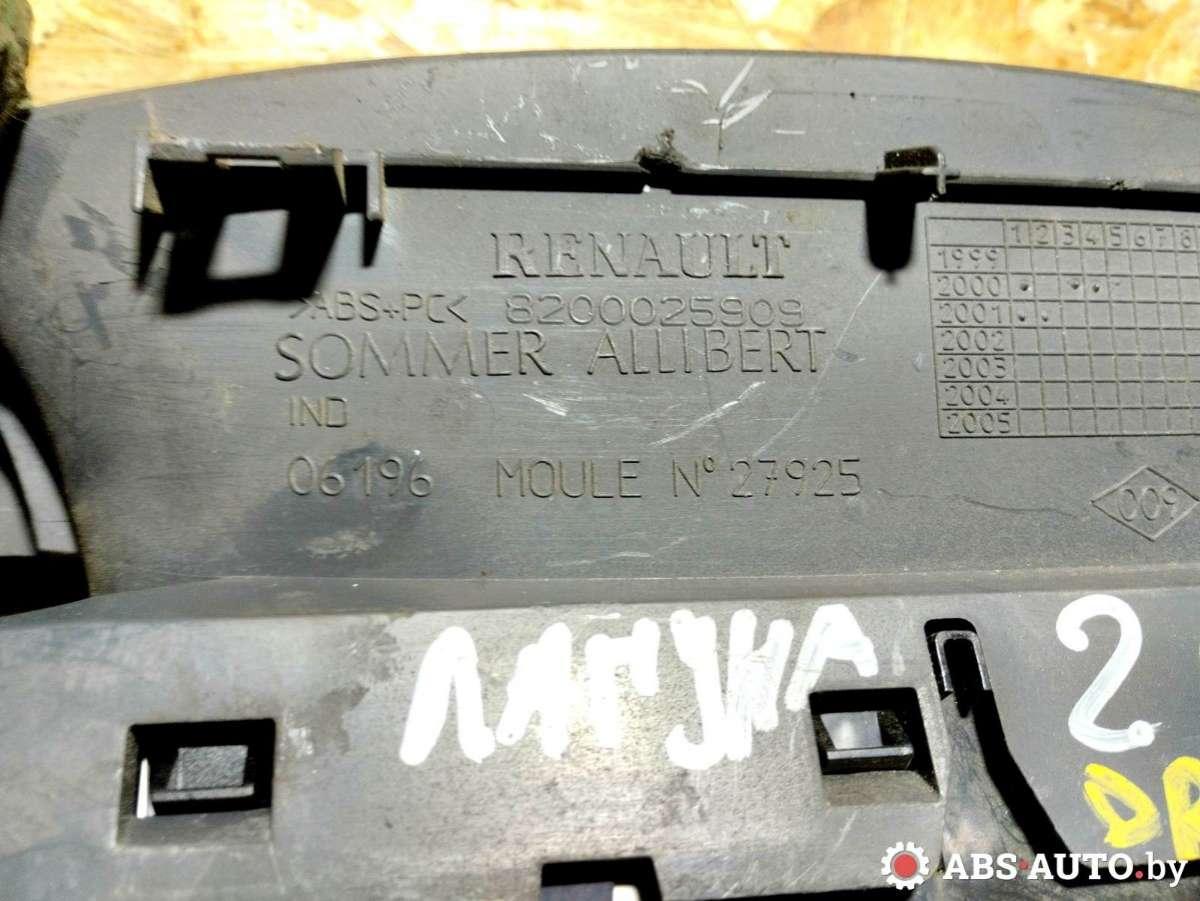 RENAULT
>ABS+PC< 8200025909
SOMMER ALLIBERT
IND
06196 MOULE N° 27925
1 2 3 4 5 6 7 8
1999
2000
2001
2002
2003
2004
2005
009
ЛАГУНА 2
ABS-AUTO.by